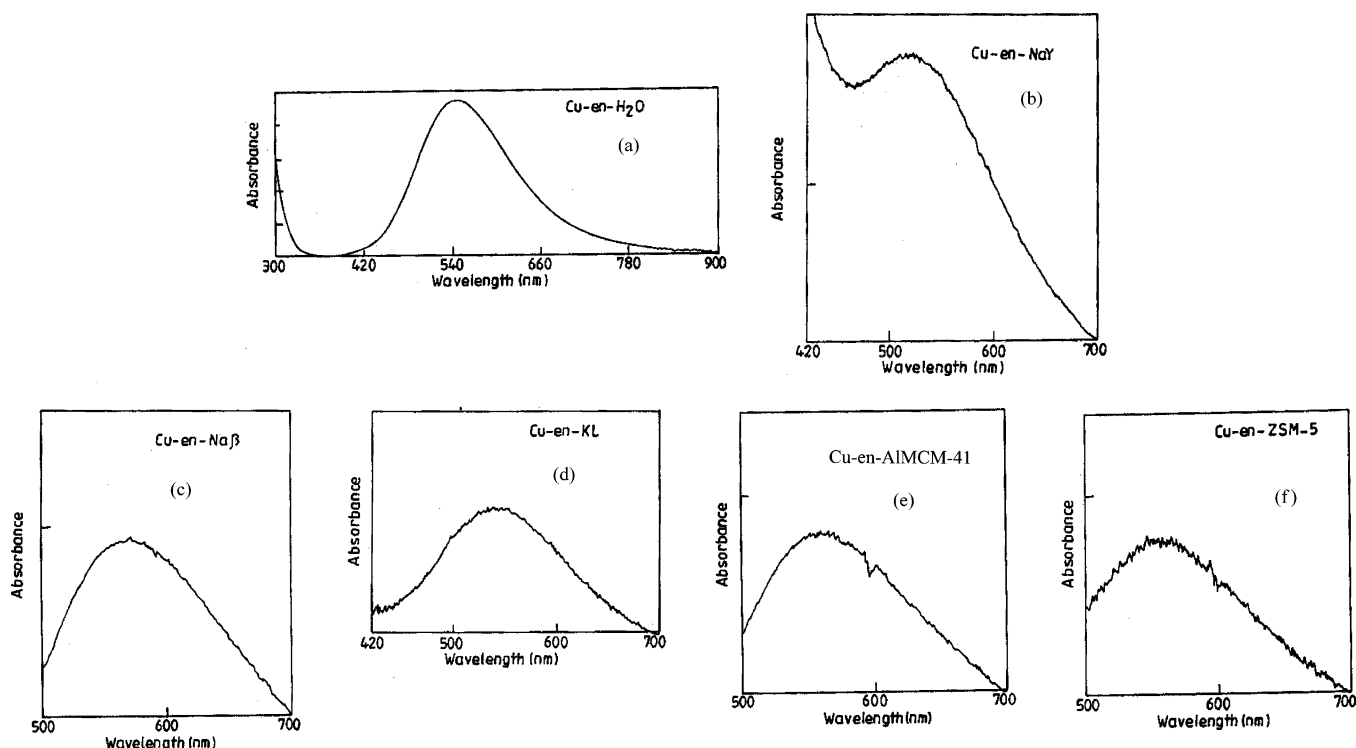 Cu-en-H2O
(a)
Absorbance
300 420 540 660 780 900
Wavelength (nm)
Cu-en-NaY
(b)
Absorbance
420 500 600 700
Wavelength (nm)
Cu-en-Naβ
(c)
Absorbance
500 600 700
Wavelength (nm)
Cu-en-KL
(d)
Absorbance
420 500 600 700
Wavelength (nm)
Cu-en-AlMCM-41
(e)
Absorbance
500 600 700
Wavelength(nm)
Cu-en-ZSM-5
(f)
Absorbance
500 600 700
Wavelength (nm)